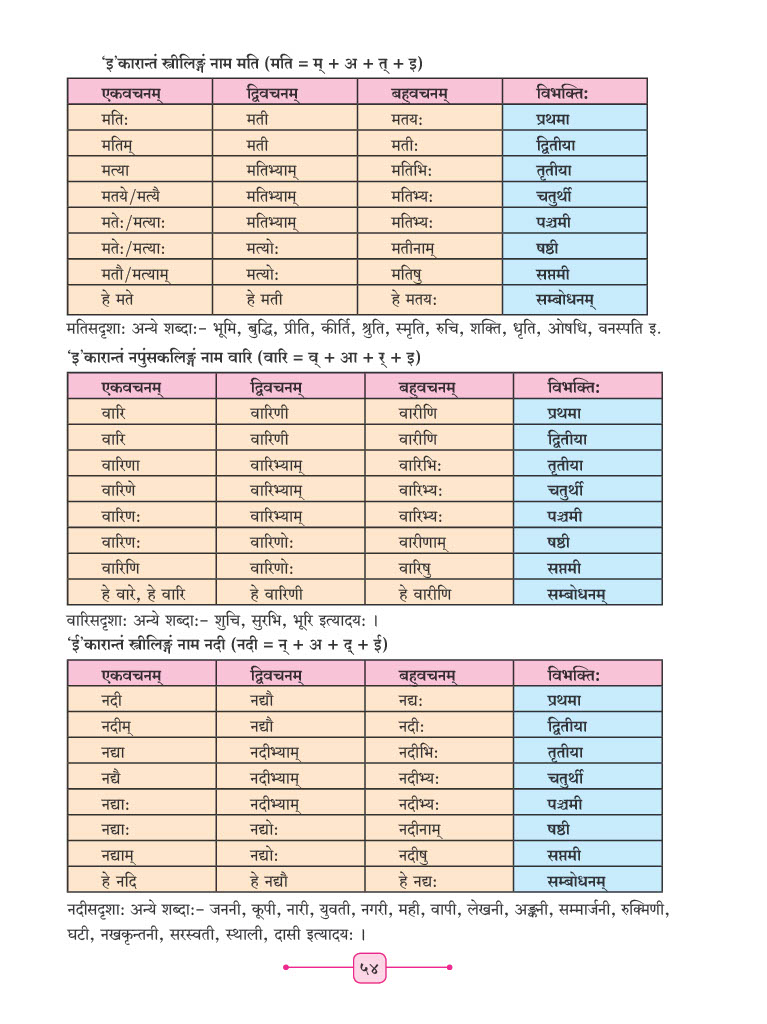 ‘इ’कारान्तं स्त्रीलिङ्गं नाम मति (मति = म् + अ + त् + इ)
एकवचनम् द्विवचनम् बहुवचनम् विभक्तिः
मतिः मती मतयः प्रथमा
मतिम् मती मतीः द्वितीया
मत्या मतिभ्याम् मतिभिः तृतीया
मतये/मत्यै मतिभ्याम् मतिभ्यः चतुर्थी
मतेः/मत्याः मतिभ्याम् मतिभ्यः पञ्चमी
मतेः/मत्याः मत्योः मतीनाम् षष्ठी
मतौ/मत्याम् मत्योः मतिषु सप्तमी
हे मते हे मती हे मतयः सम्बोधनम्
मतिसदृशाः अन्ये शब्दाः- भूमि, बुद्धि, प्रीति, कीर्ति, श्रुति, स्मृति, रुचि, शक्ति, धृति, ओषधि, वनस्पति इ.
‘इ’कारान्तं नपुंसकलिङ्गं नाम वारि (वारि = व् + आ + र् + इ)
एकवचनम् द्विवचनम् बहुवचनम् विभक्तिः
वारि वारिणी वारीणि प्रथमा
वारि वारिणी वारीणि द्वितीया
वारिणा वारिभ्याम् वारिभिः तृतीया
वारिणे वारिभ्याम् वारिभ्यः चतुर्थी
वारिणः वारिभ्याम् वारिभ्यः पञ्चमी
वारिणः वारिणोः वारीणाम् षष्ठी
वारिणि वारिणोः वारिषु सप्तमी
हे वारे, हे वारि हे वारिणी हे वारीणि सम्बोधनम्
वारिसदृशाः अन्ये शब्दाः- शुचि, सुरभि, भूरि इत्यादयः ।
‘ई’कारान्तं स्त्रीलिङ्गं नाम नदी (नदी = न् + अ + द् + ई)
एकवचनम् द्विवचनम् बहुवचनम् विभक्तिः
नदी नद्यौ नद्यः प्रथमा
नदीम् नद्यौ नदीः द्वितीया
नद्या नदीभ्याम् नदीभिः तृतीया
नद्यै नदीभ्याम् नदीभ्यः चतुर्थी
नद्याः नदीभ्याम् नदीभ्यः पञ्चमी
नद्याः नद्योः नदीनाम् षष्ठी
नद्याम् नद्योः नदीषु सप्तमी
हे नदि हे नद्यौ हे नद्यः सम्बोधनम्
नदीसदृशाः अन्ये शब्दाः- जननी, कूपी, नारी, युवती, नगरी, मही, वापी, लेखनी, अङ्कनी, सम्मार्जनी, रुक्मिणी,
घटी, नखकृन्तनी, सरस्वती, स्थाली, दासी इत्यादयः ।
५४